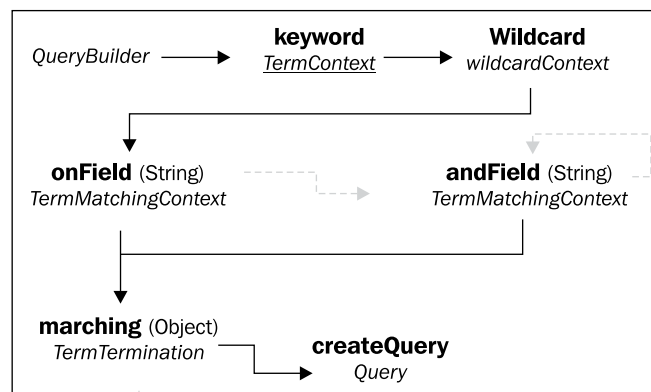 QueryBuilder
keyword
TermContext
Wildcard
wildcardContext
onField (String)
TermMatchingContext
andField (String)
TermMatchingContext
marching (Object)
TermTermination
createQuery
Query